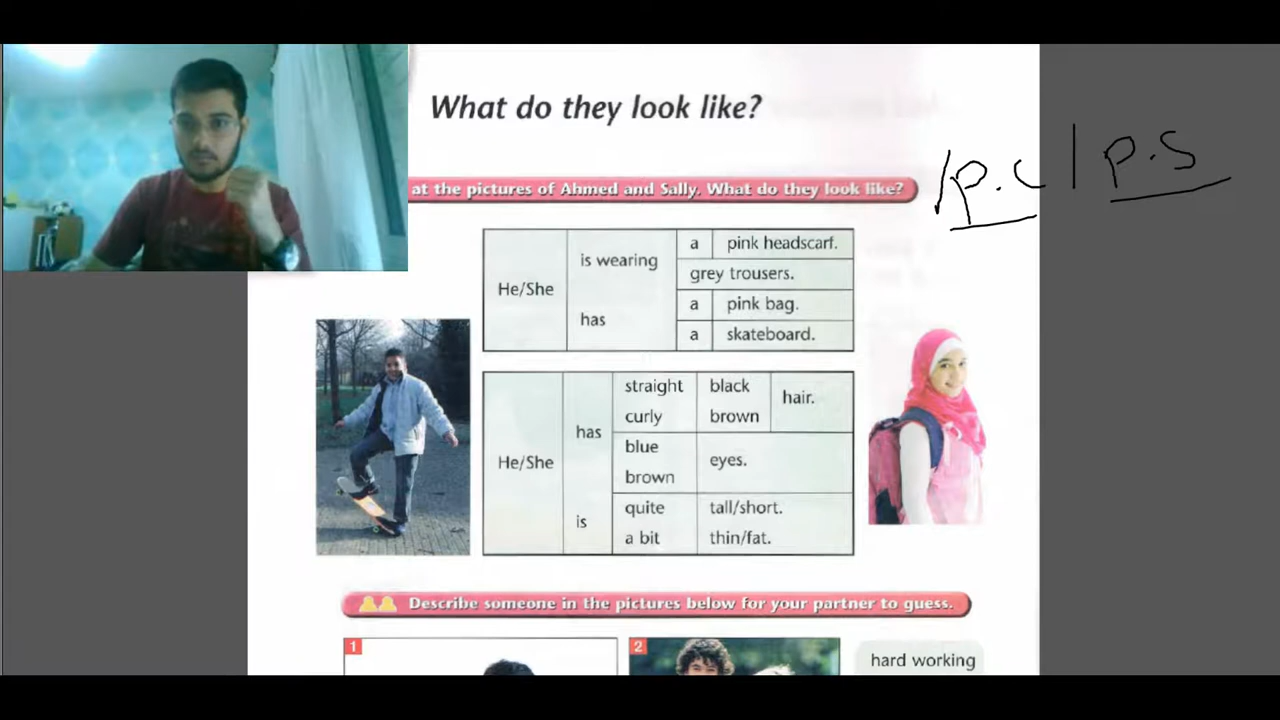 What do they look like?
at the pictures of Ahmed and Sally. What do they look like?
p.c | p.s
He/She
is wearing
has
a pink headscarf.
grey trousers.
a pink bag.
a skateboard.
He/She
has
is
straight
curly
black
brown
hair.
blue
brown
eyes.
quite
a bit
tall/short.
thin/fat.
Describe someone in the pictures below for your partner to guess.
1
2
hard working